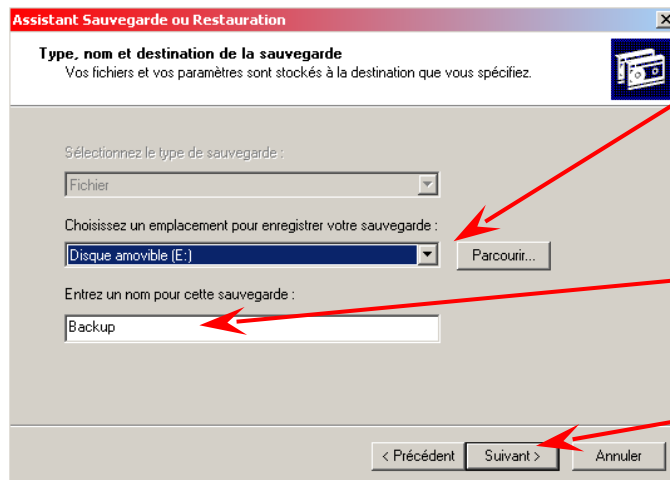 Assistant Sauvegarde ou Restauration
Type, nom et destination de la sauvegarde
Vos fichiers et vos paramètres sont stockés à la destination que vous spécifiez.
Sélectionnez le type de sauvegarde :
Fichier
Choisissez un emplacement pour enregistrer votre sauvegarde :
Disque amovible (E:)
Parcourir...
Entrez un nom pour cette sauvegarde :
Backup
< Précédent
Suivant >
Annuler